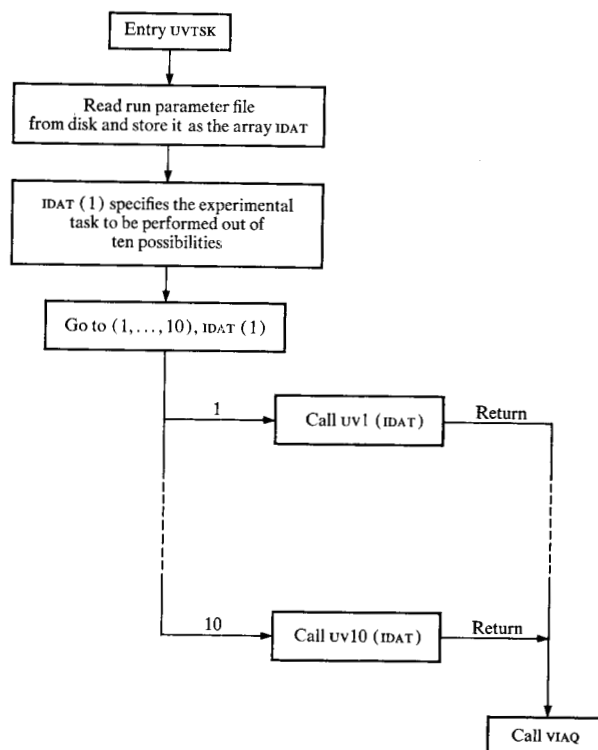 Entry UVTSK
Read run parameter file
from disk and store it as the array IDAT
IDAT (1) specifies the experimental
task to be performed out of
ten possibilities
Go to (1, ..., 10), IDAT (1)
1
Call UV1 (IDAT)
Return
10
Call UV10 (IDAT)
Return
Call VIAQ